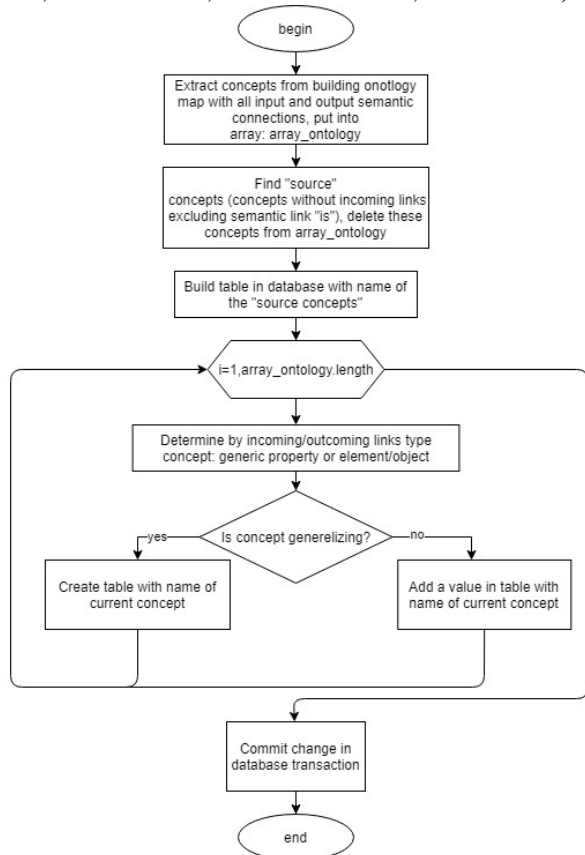 begin
Extract concepts from building onotlogy
map with all input and output semantic
connections, put into
array: array_ontology
Find "source"
concepts (concepts without incoming links
excluding semantic link "is"), delete these
concepts from array_ontology
Build table in database with name of
the "source concepts"
i=1,array_ontology.length
Determine by incoming/outcoming links type
concept: generic property or element/object
Is concept generelizing?
yes
no
Create table with name of
current concept
Add a value in table with
name of current concept
Commit change in
database transaction
end